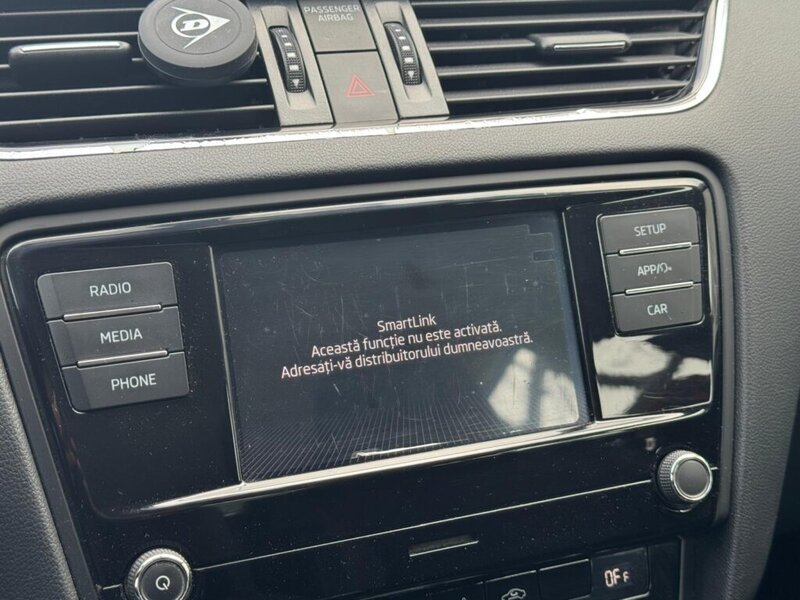 D
PASSENGER
AIRBAG
RADIO
MEDIA
PHONE
SmartLink
Această funcție nu este activată.
Adresați-vă distribuitorului dumneavoastră.
SETUP
APP/
CAR
OFF